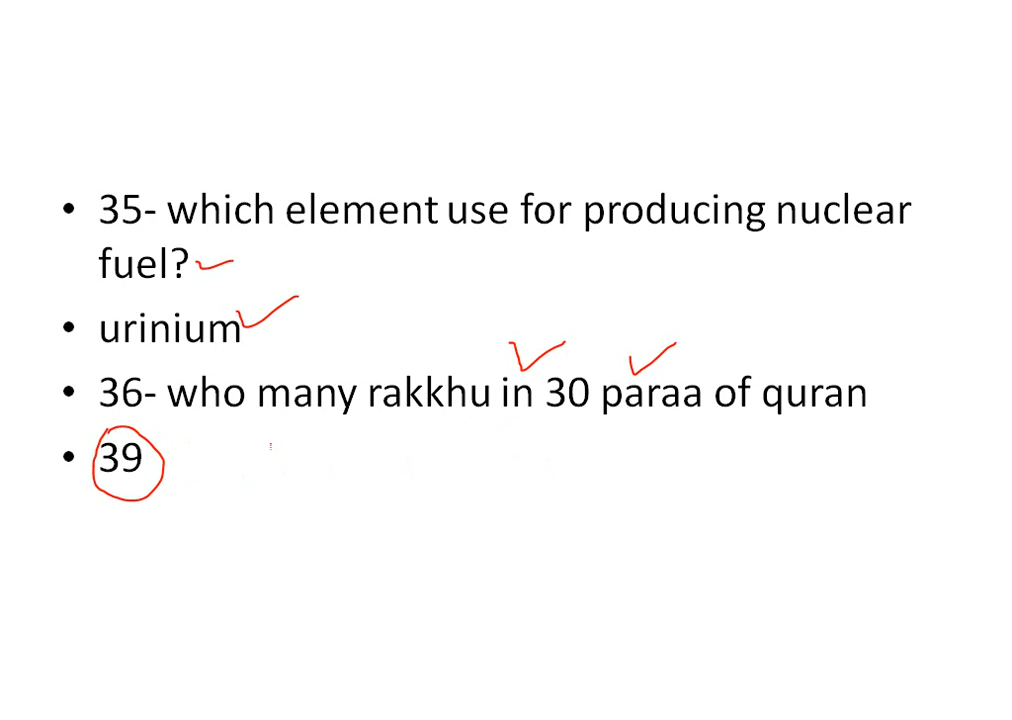 • 35- which element use for producing nuclear
fuel?
• urinium
• 36- who many rakkhu in 30 paraa of quran
• 39